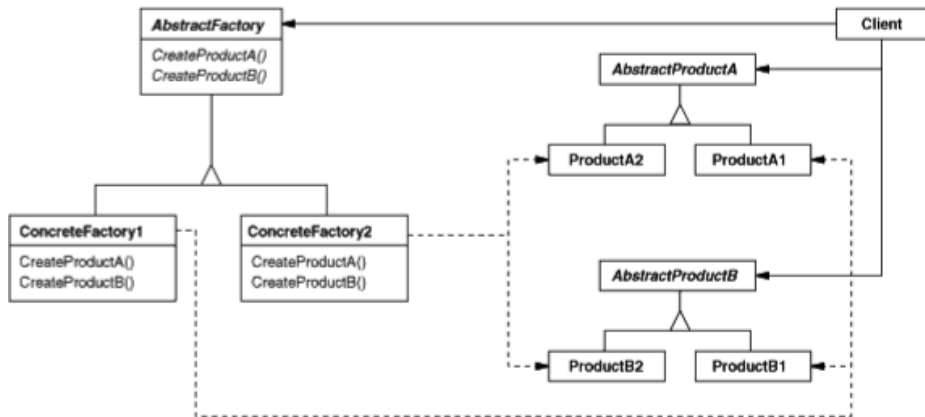 AbstractFactory
CreateProductA()
CreateProductB()
Client
AbstractProductA
ProductA2
ProductA1
ConcreteFactory1
CreateProductA()
CreateProductB()
ConcreteFactory2
CreateProductA()
CreateProductB()
AbstractProductB
ProductB2
ProductB1